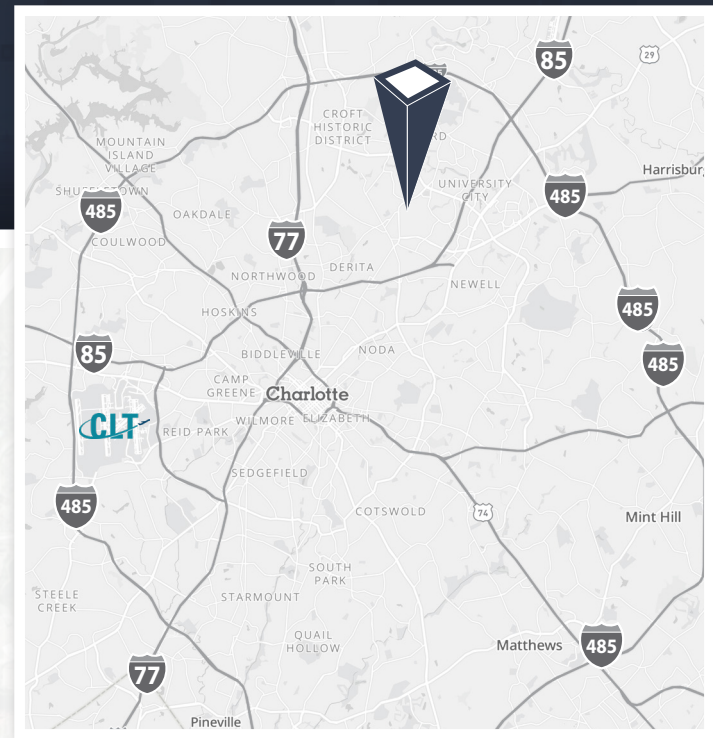 85
29
CROFT
HISTORIC
DISTRICT
MOUNTAIN
ISLAND
VILLAGE
RD
Harrisburg
UNIVERSITY
CITY
485
485
OAKDALE
COULWOOD
77
DERITA
NORTHWOOD
NEWELL
485
HOSKINS
85
BIDDLEVILLE
NODA
485
CAMP
GREENE
Charlotte
CLT
REID PARK
WILMORE
ELIZABETH
SEDGEFIELD
485
COTSWOLD
74
Mint Hill
SOUTH
PARK
STEELE
CREEK
STARMOUNT
QUAIL
HOLLOW
Matthews
485
77
Pineville